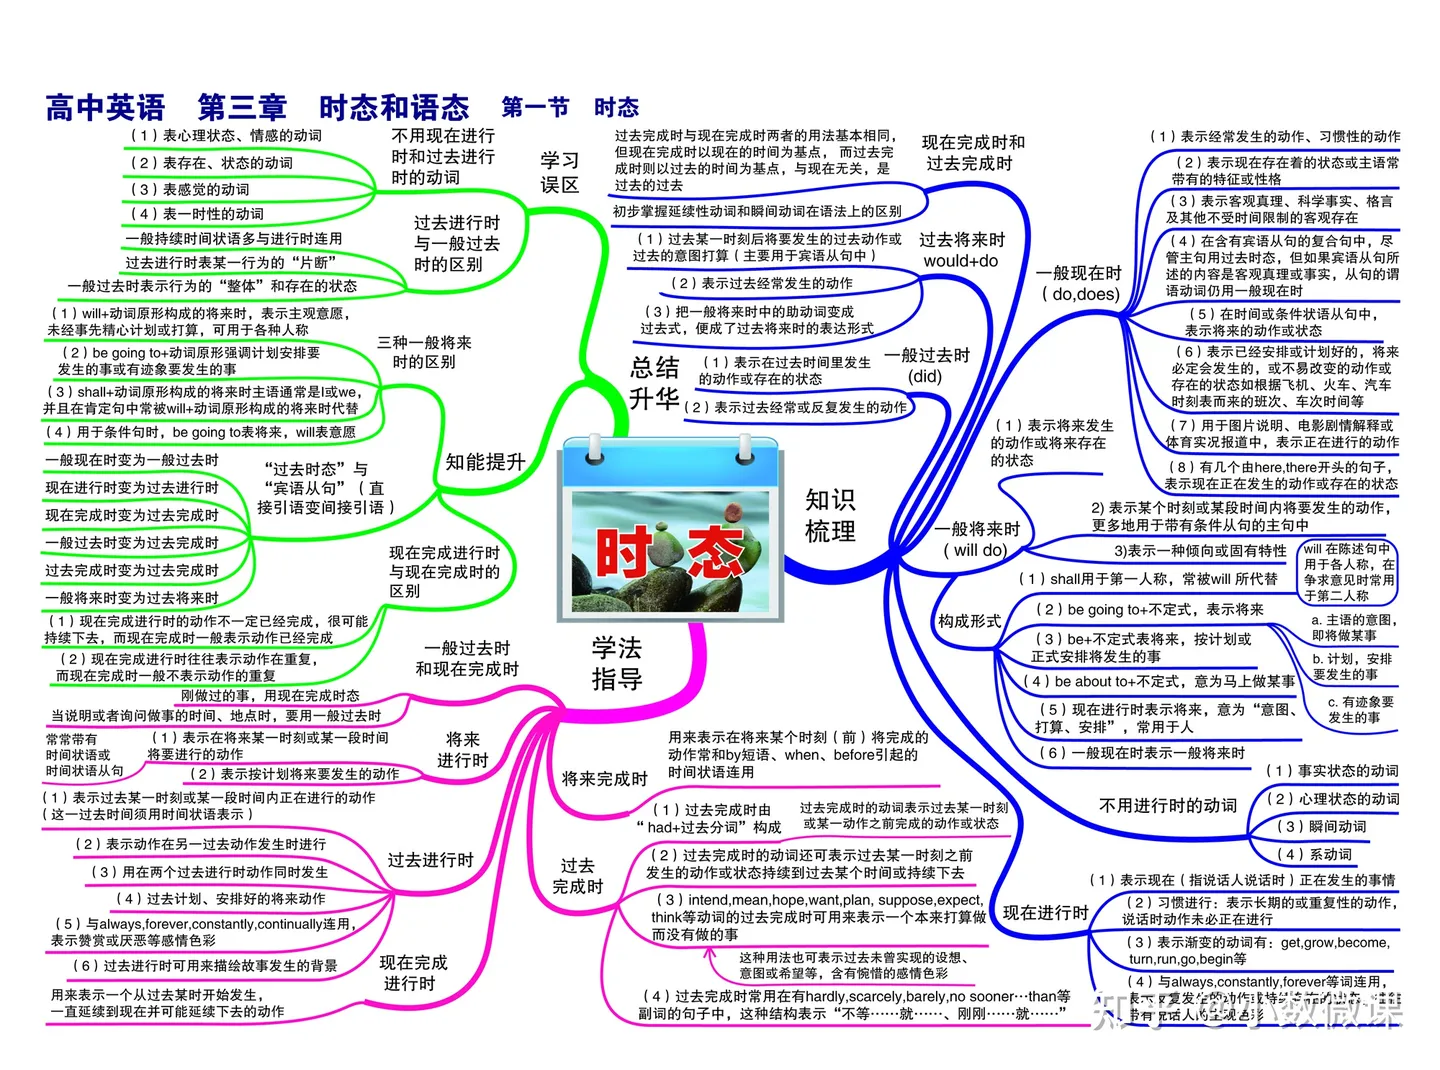 高中英语 第三章 时态和语态 第一节 时态
学习
误区
不用现在进行
时和过去进行
时的动词
（1）表心理状态、情感的动词
（2）表存在、状态的动词
（3）表感觉的动词
（4）表一时性的动词
过去进行时
与一般过去
时的区别
一般持续时间状语多与进行时连用
过去进行时表某一行为的“片断”
一般过去时表示行为的“整体”和存在的状态
总结
升华
知能提升
三种一般将来
时的区别
（1）will+动词原形构成的将来时，表示主观意愿，
未经事先精心计划或打算，可用于各种人称
（2）be going to+动词原形强调计划安排要
发生的事或有迹象要发生的事
（3）shall+动词原形构成的将来时主语通常是I或we，
并且在肯定句中常被will+动词原形构成的将来时代替
（4）用于条件句时，be going to表将来，will表意愿
“过去时态”与
“宾语从句”（直
接引语变间接引语）
一般现在时变为一般过去时
现在进行时变为过去进行时
现在完成时变为过去完成时
一般过去时变为过去完成时
过去完成时变为过去完成时
一般将来时变为过去将来时
现在完成进行时
与现在完成时的
区别
（1）现在完成进行时的动作不一定已经完成，很可能
持续下去，而现在完成时一般表示动作已经完成
（2）现在完成进行时往往表示动作在重复，
而现在完成时一般不表示动作的重复
时态
学法
指导
一般过去时
和现在完成时
刚做过的事，用现在完成时态
当说明或者询问做事的时间、地点时，要用一般过去时
将来
进行时
（1）表示在将来某一时刻或某一段时间
将要进行的动作
（2）表示按计划将来要发生的动作
常常带有
时间状语或
时间状语从句
过去进行时
（1）表示过去某一时刻或某一段时间内正在进行的动作
（这一过去时间须用时间状语表示）
（2）表示动作在另一过去动作发生时进行
（3）用在两个过去进行时动作同时发生
（4）过去计划、安排好的将来动作
（5）与always,forever,constantly,continually连用，
表示赞赏或厌恶等感情色彩
（6）过去进行时可用来描绘故事发生的背景
现在完成
进行时
用来表示一个从过去某时开始发生，
一直延续到现在并可能延续下去的动作
将来完成时
用来表示在将来某个时刻（前）将完成的
动作常和by短语、when、before引起的
时间状语连用
过去
完成时
（1）过去完成时由
“had+过去分词”构成
过去完成时的动词表示过去某一时刻
或某一动作之前完成的动作或状态
（2）过去完成时的动词还可表示过去某一时刻之前
发生的动作或状态持续到过去某个时间或持续下去
（3）intend,mean,hope,want,plan, suppose,expect,
think等动词的过去完成时可用来表示一个本来打算做
而没有做的事
这种用法也可表示过去未曾实现的设想、
意图或希望等，含有惋惜的感情色彩
（4）过去完成时常用在有hardly,scarcely,barely,no sooner…than等
副词的句子中，这种结构表示“不等……就……、刚刚……就……”
知识
梳理
现在完成时和
过去完成时
过去完成时与现在完成时两者的用法基本相同，
但现在完成时以现在的时间为基点， 而过去完
成时则以过去的时间为基点，与现在无关，是
过去的过去
初步掌握延续性动词和瞬间动词在语法上的区别
过去将来时
would+do
（1）过去某一时刻后将要发生的过去动作或
过去的意图打算（主要用于宾语从句中）
（2）表示过去经常发生的动作
（3）把一般将来时中的助动词变成
过去式，便成了过去将来时的表达形式
一般过去时
(did)
（1）表示在过去时间里发生
的动作或存在的状态
（2）表示过去经常或反复发生的动作
一般现在时
（do,does)
（1）表示经常发生的动作、习惯性的动作
（2）表示现在存在着的状态或主语常
带有的特征或性格
（3）表示客观真理、科学事实、格言
及其他不受时间限制的客观存在
（4）在含有宾语从句的复合句中，尽
管主句用过去时态，但如果宾语从句所
述的内容是客观真理或事实，从句的谓
语动词仍用一般现在时
（5）在时间或条件状语从句中，
表示将来的动作或状态
（6）表示已经安排或计划好的，将来
必定会发生的，或不易改变的动作或
存在的状态如根据飞机、火车、汽车
时刻表而来的班次、车次时间等
（7）用于图片说明、电影剧情解释或
体育实况报道中，表示正在进行的动作
（8）有几个由here,there开头的句子，
表示现在正在发生的动作或存在的状态
一般将来时
（will do)
（1）表示将来发生
的动作或将来存在
的状态
2) 表示某个时刻或某段时间内将要发生的动作，
更多地用于带有条件从句的主句中
3)表示一种倾向或固有特性
构成形式
（1）shall用于第一人称，常被will 所代替
will 在陈述句中
用于各人称，在
争求意见时常用
于第二人称
（2）be going to+不定式，表示将来
a. 主语的意图，
即将做某事
b. 计划，安排
要发生的事
c. 有迹象要
发生的事
（3）be+不定式表将来，按计划或
正式安排将发生的事
（4）be about to+不定式，意为马上做某事
（5）现在进行时表示将来，意为“意图、
打算、安排”，常用于人
（6）一般现在时表示一般将来时
不用进行时的动词
（1）事实状态的动词
（2）心理状态的动词
（3）瞬间动词
（4）系动词
现在进行时
（1）表示现在（指说话人说话时）正在发生的事情
（2）习惯进行：表示长期的或重复性的动作，
说话时动作未必正在进行
（3）表示渐变的动词有：get,grow,become,
turn,run,go,begin等
（4）与always,constantly,forever等词连用，
表示反复发生的动作或持续存在的状态
带有说话人的主观色彩
知乎 @小数微课